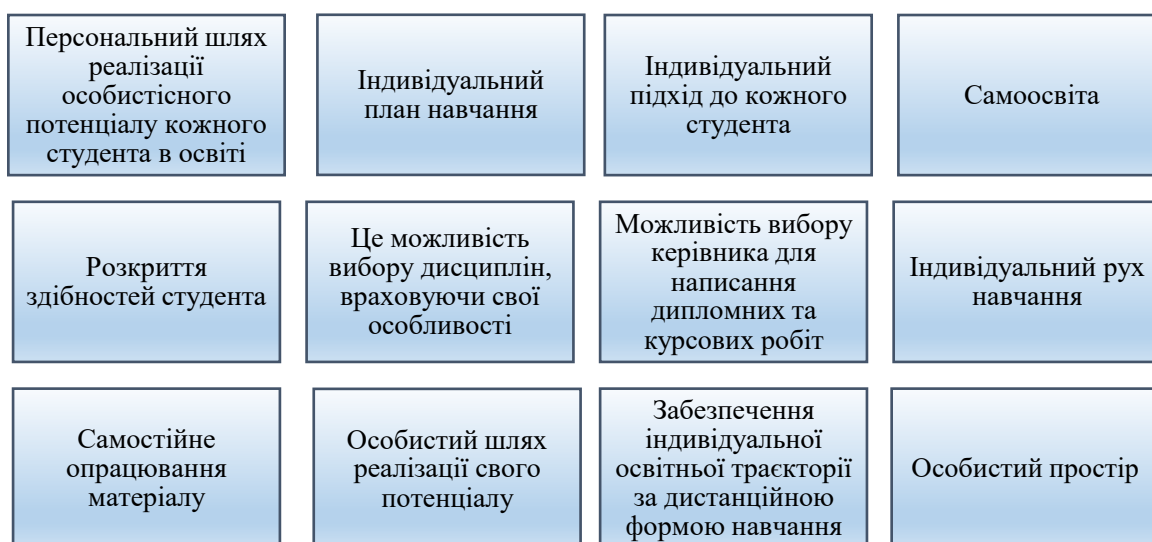 Персональний шлях
реалізації
особистісного
потенціалу кожного
студента в освіті
Індивідуальний
план навчання
Індивідуальний
підхід до кожного
студента
Самоосвіта
Розкриття
здібностей студента
Це можливість
вибору дисциплін,
враховуючи свої
особливості
Можливість вибору
керівника для
написання
дипломних та
курсових робіт
Індивідуальний рух
навчання
Самостійне
опрацювання
матеріалу
Особистий шлях
реалізації свого
потенціалу
Забезпечення
індивідуальної
освітньої траєкторії
за дистанційною
формою навчання
Особистий простір